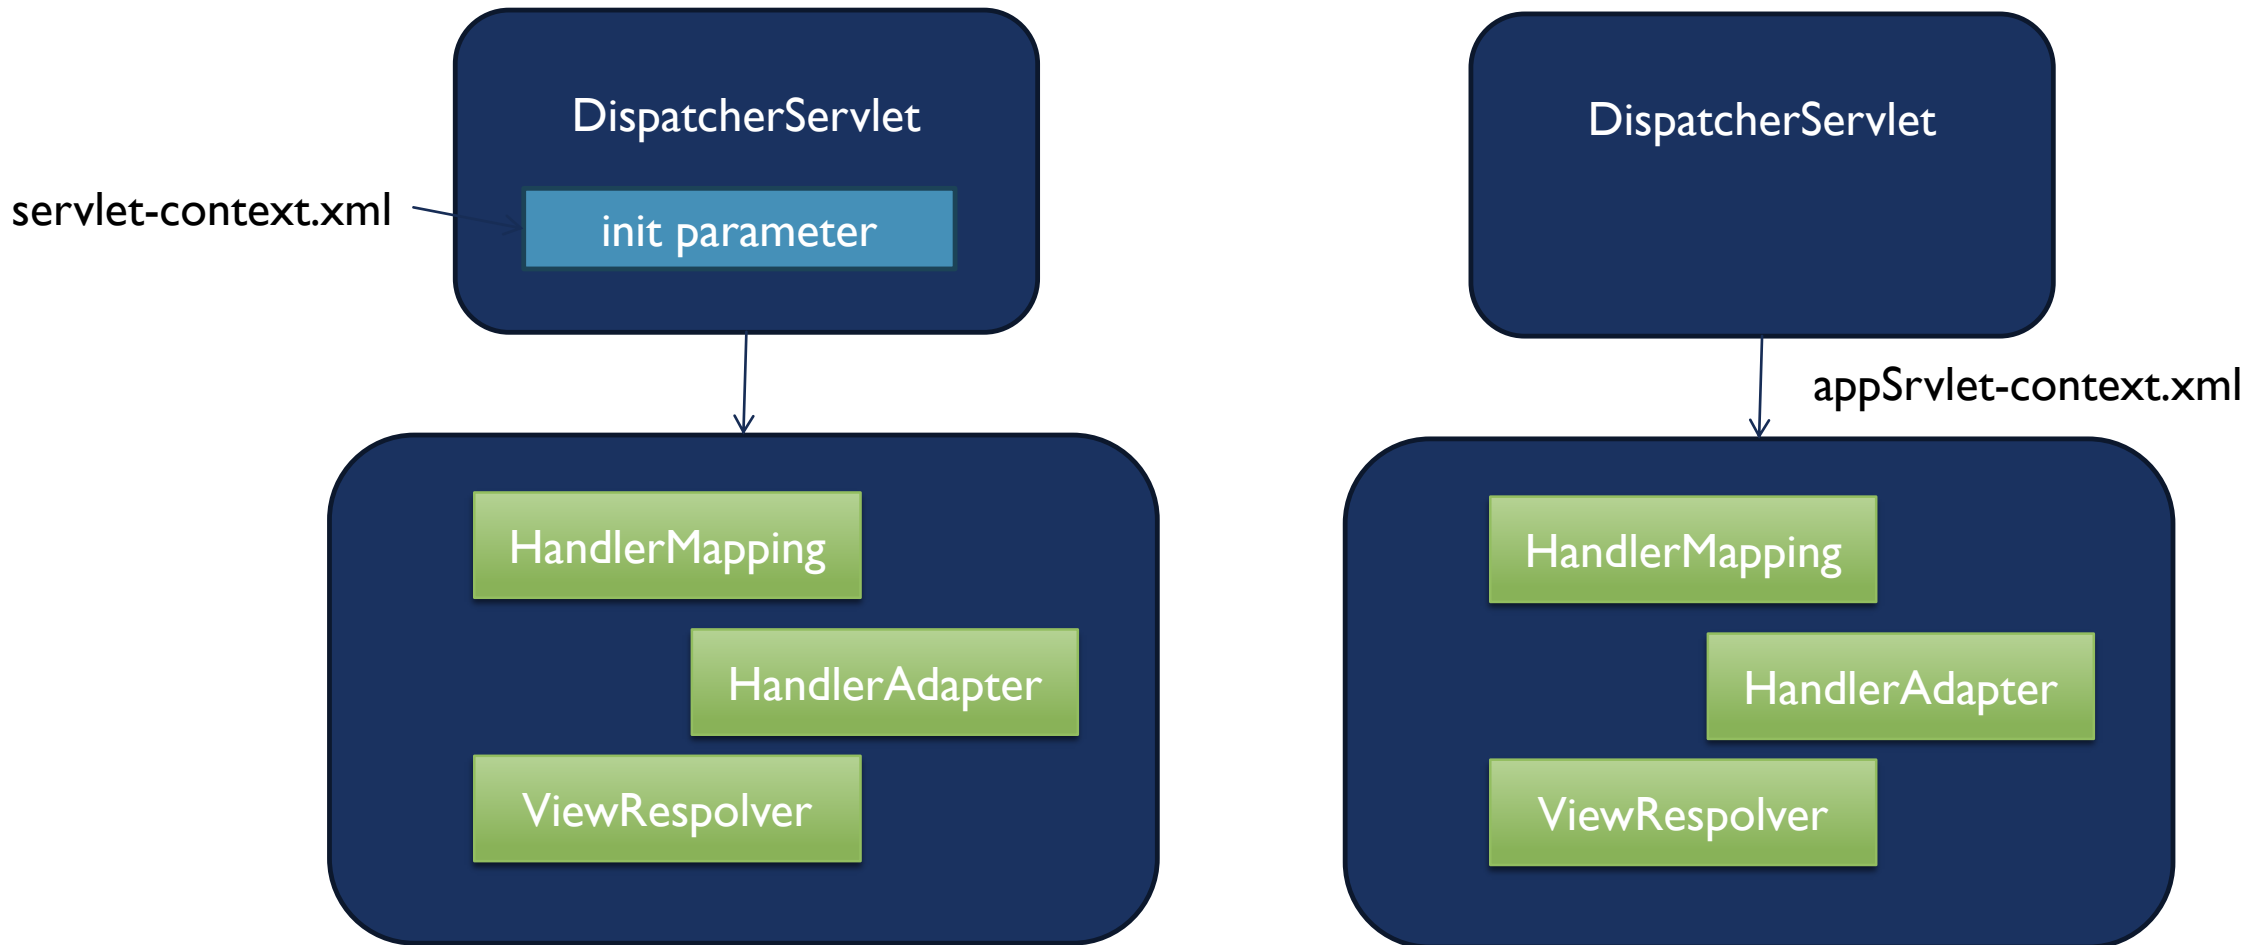 DispatcherServlet
servlet-context.xml
init parameter
HandlerMapping
HandlerAdapter
ViewRespolver
DispatcherServlet
appSrvlet-context.xml
HandlerMapping
HandlerAdapter
ViewRespolver